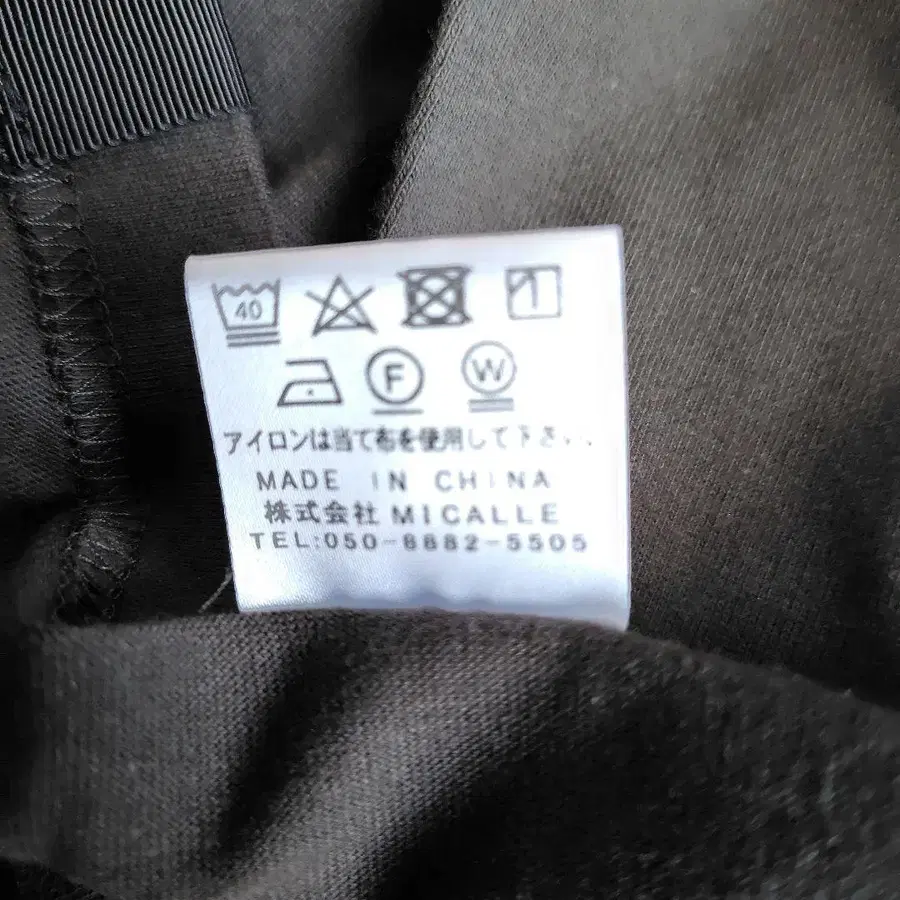 40
F W
アイロンは当て布を使用して下さい。
MADE IN CHINA
株式会社 MICALLE
TEL:050-8882-5505